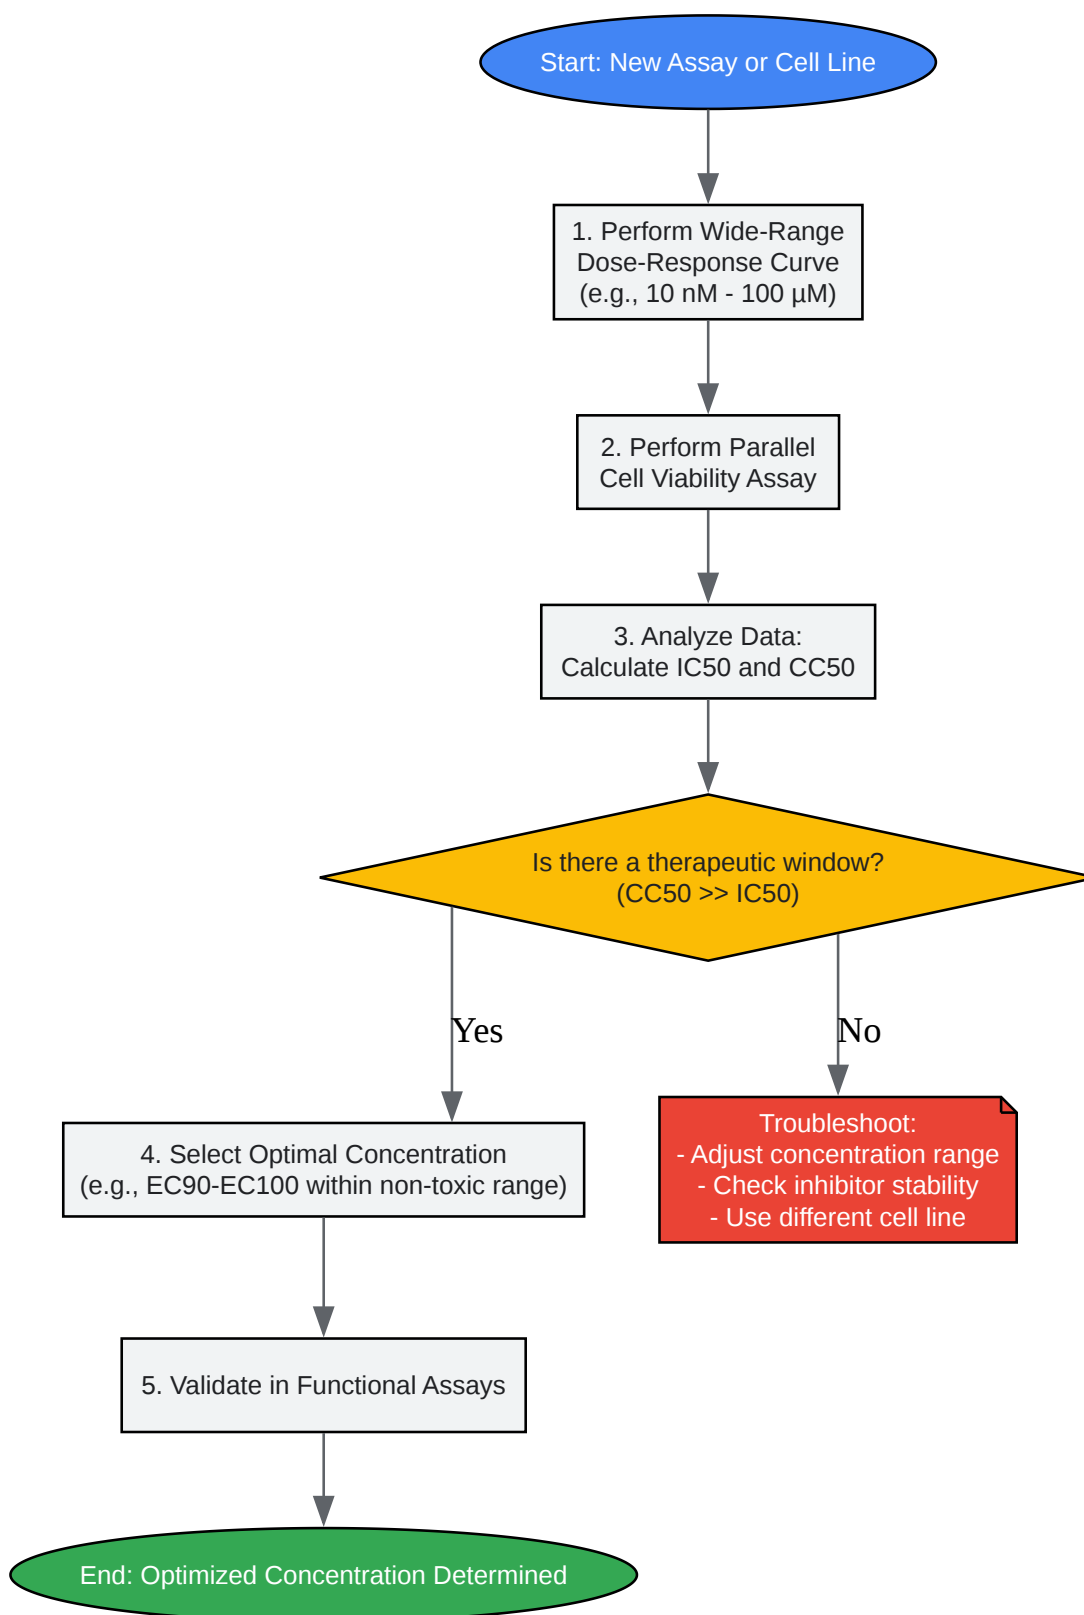 Start: New Assay or Cell Line
1. Perform Wide-Range
Dose-Response Curve
(e.g., 10 nM - 100 µM)
2. Perform Parallel
Cell Viability Assay
3. Analyze Data:
Calculate IC50 and CC50
Is there a therapeutic window?
(CC50 >> IC50)
Yes
No
4. Select Optimal Concentration
(e.g., EC90-EC100 within non-toxic range)
Troubleshoot:
- Adjust concentration range
- Check inhibitor stability
- Use different cell line
5. Validate in Functional Assays
End: Optimized Concentration Determined